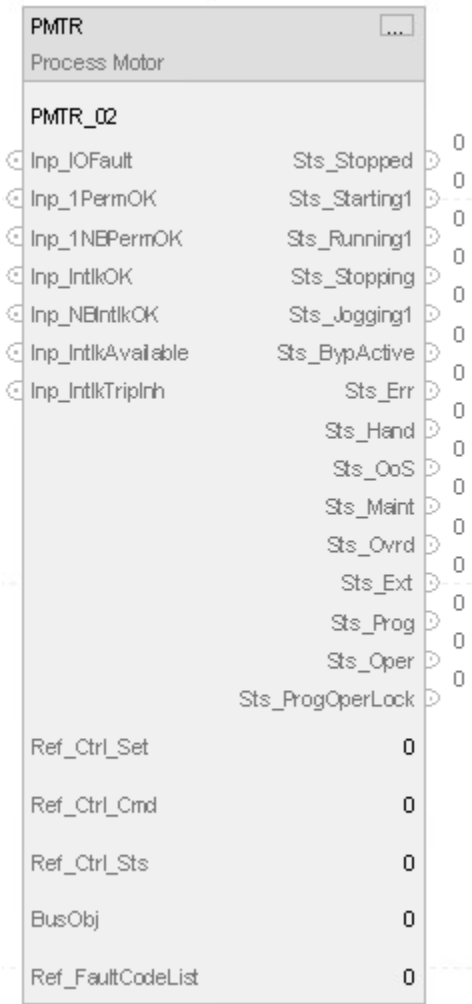 PMTR ...
Process Motor
PMTR_02
Inp_IOFault Sts_Stopped 0
Inp_1PermOK Sts_Starting1 0
Inp_1NBPermOK Sts_Running1 0
Inp_IntlkOK Sts_Stopping 0
Inp_NBIntlkOK Sts_Jogging1 0
Inp_IntlkAvailable Sts_BypActive 0
Inp_IntlkTripInh Sts_Err 0
Sts_Hand 0
Sts_OoS 0
Sts_Maint 0
Sts_Ovrd 0
Sts_Ext 0
Sts_Prog 0
Sts_Oper 0
Sts_ProgOperLock 0
Ref_Ctrl_Set 0
Ref_Ctrl_Cmd 0
Ref_Ctrl_Sts 0
BusObj 0
Ref_FaultCodeList 0